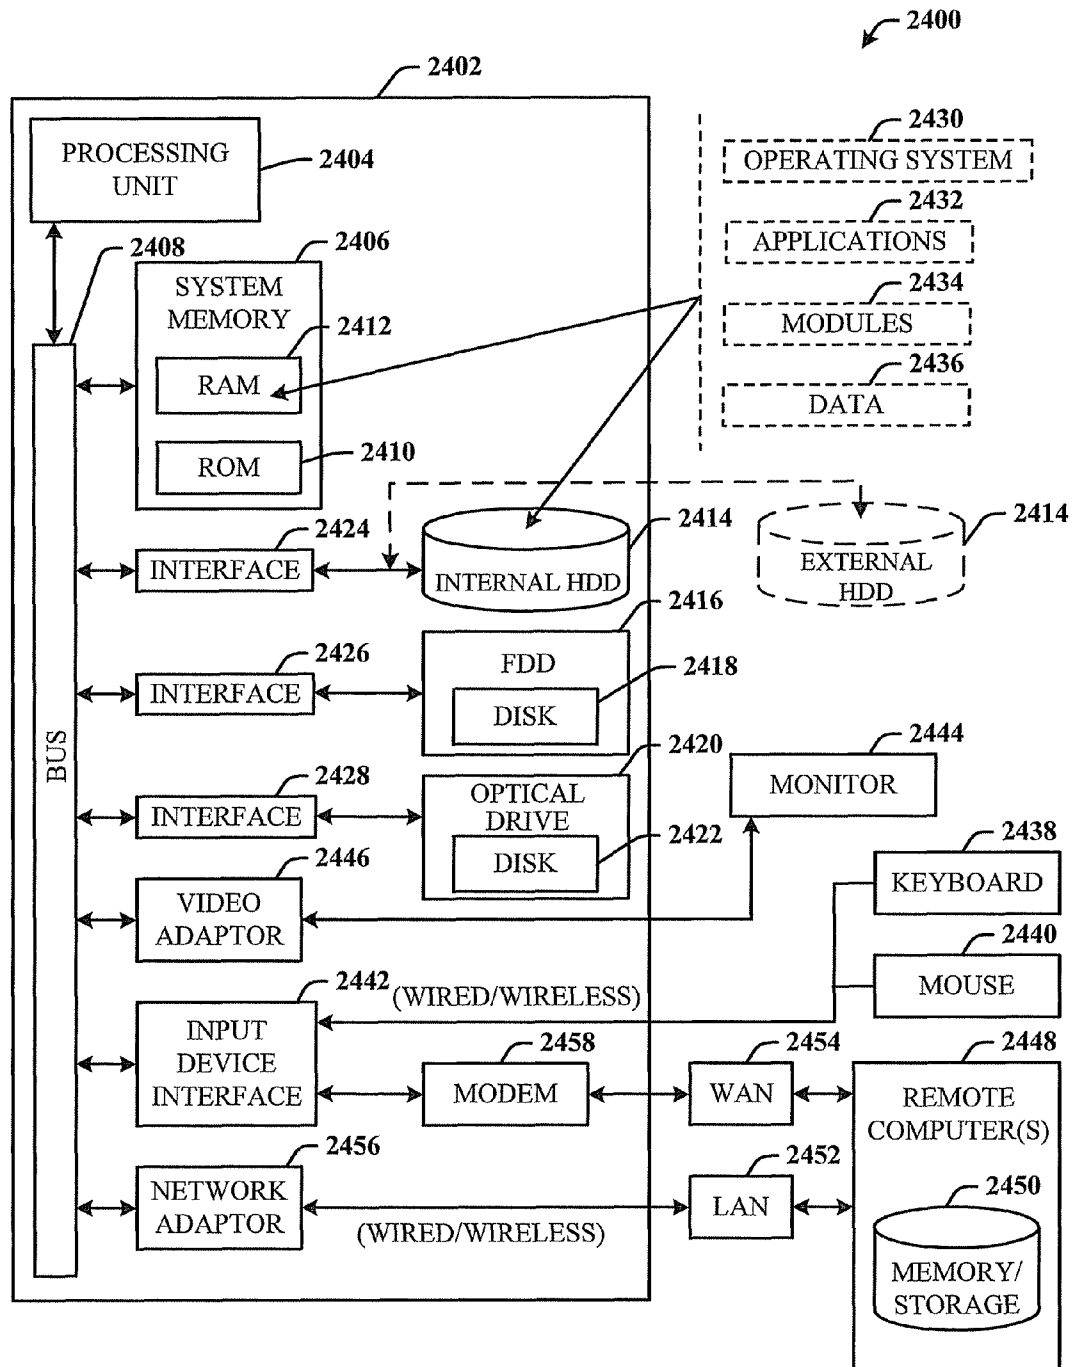 2400
2402
PROCESSING
UNIT
2404
2430
OPERATING SYSTEM
2432
APPLICATIONS
2434
MODULES
2436
DATA
2408
2406
SYSTEM
MEMORY
2412
RAM
ROM
2410
2424
INTERFACE
2414
INTERNAL HDD
2414
EXTERNAL
HDD
2416
FDD
2418
DISK
2426
INTERFACE
BUS
2420
OPTICAL
DRIVE
2422
DISK
2428
INTERFACE
2444
MONITOR
2446
VIDEO
ADAPTOR
2438
KEYBOARD
2440
MOUSE
2442
INPUT
DEVICE
INTERFACE
(WIRED/WIRELESS)
2458
MODEM
2454
WAN
2448
REMOTE
COMPUTER(S)
2456
NETWORK
ADAPTOR
(WIRED/WIRELESS)
2452
LAN
2450
MEMORY/
STORAGE